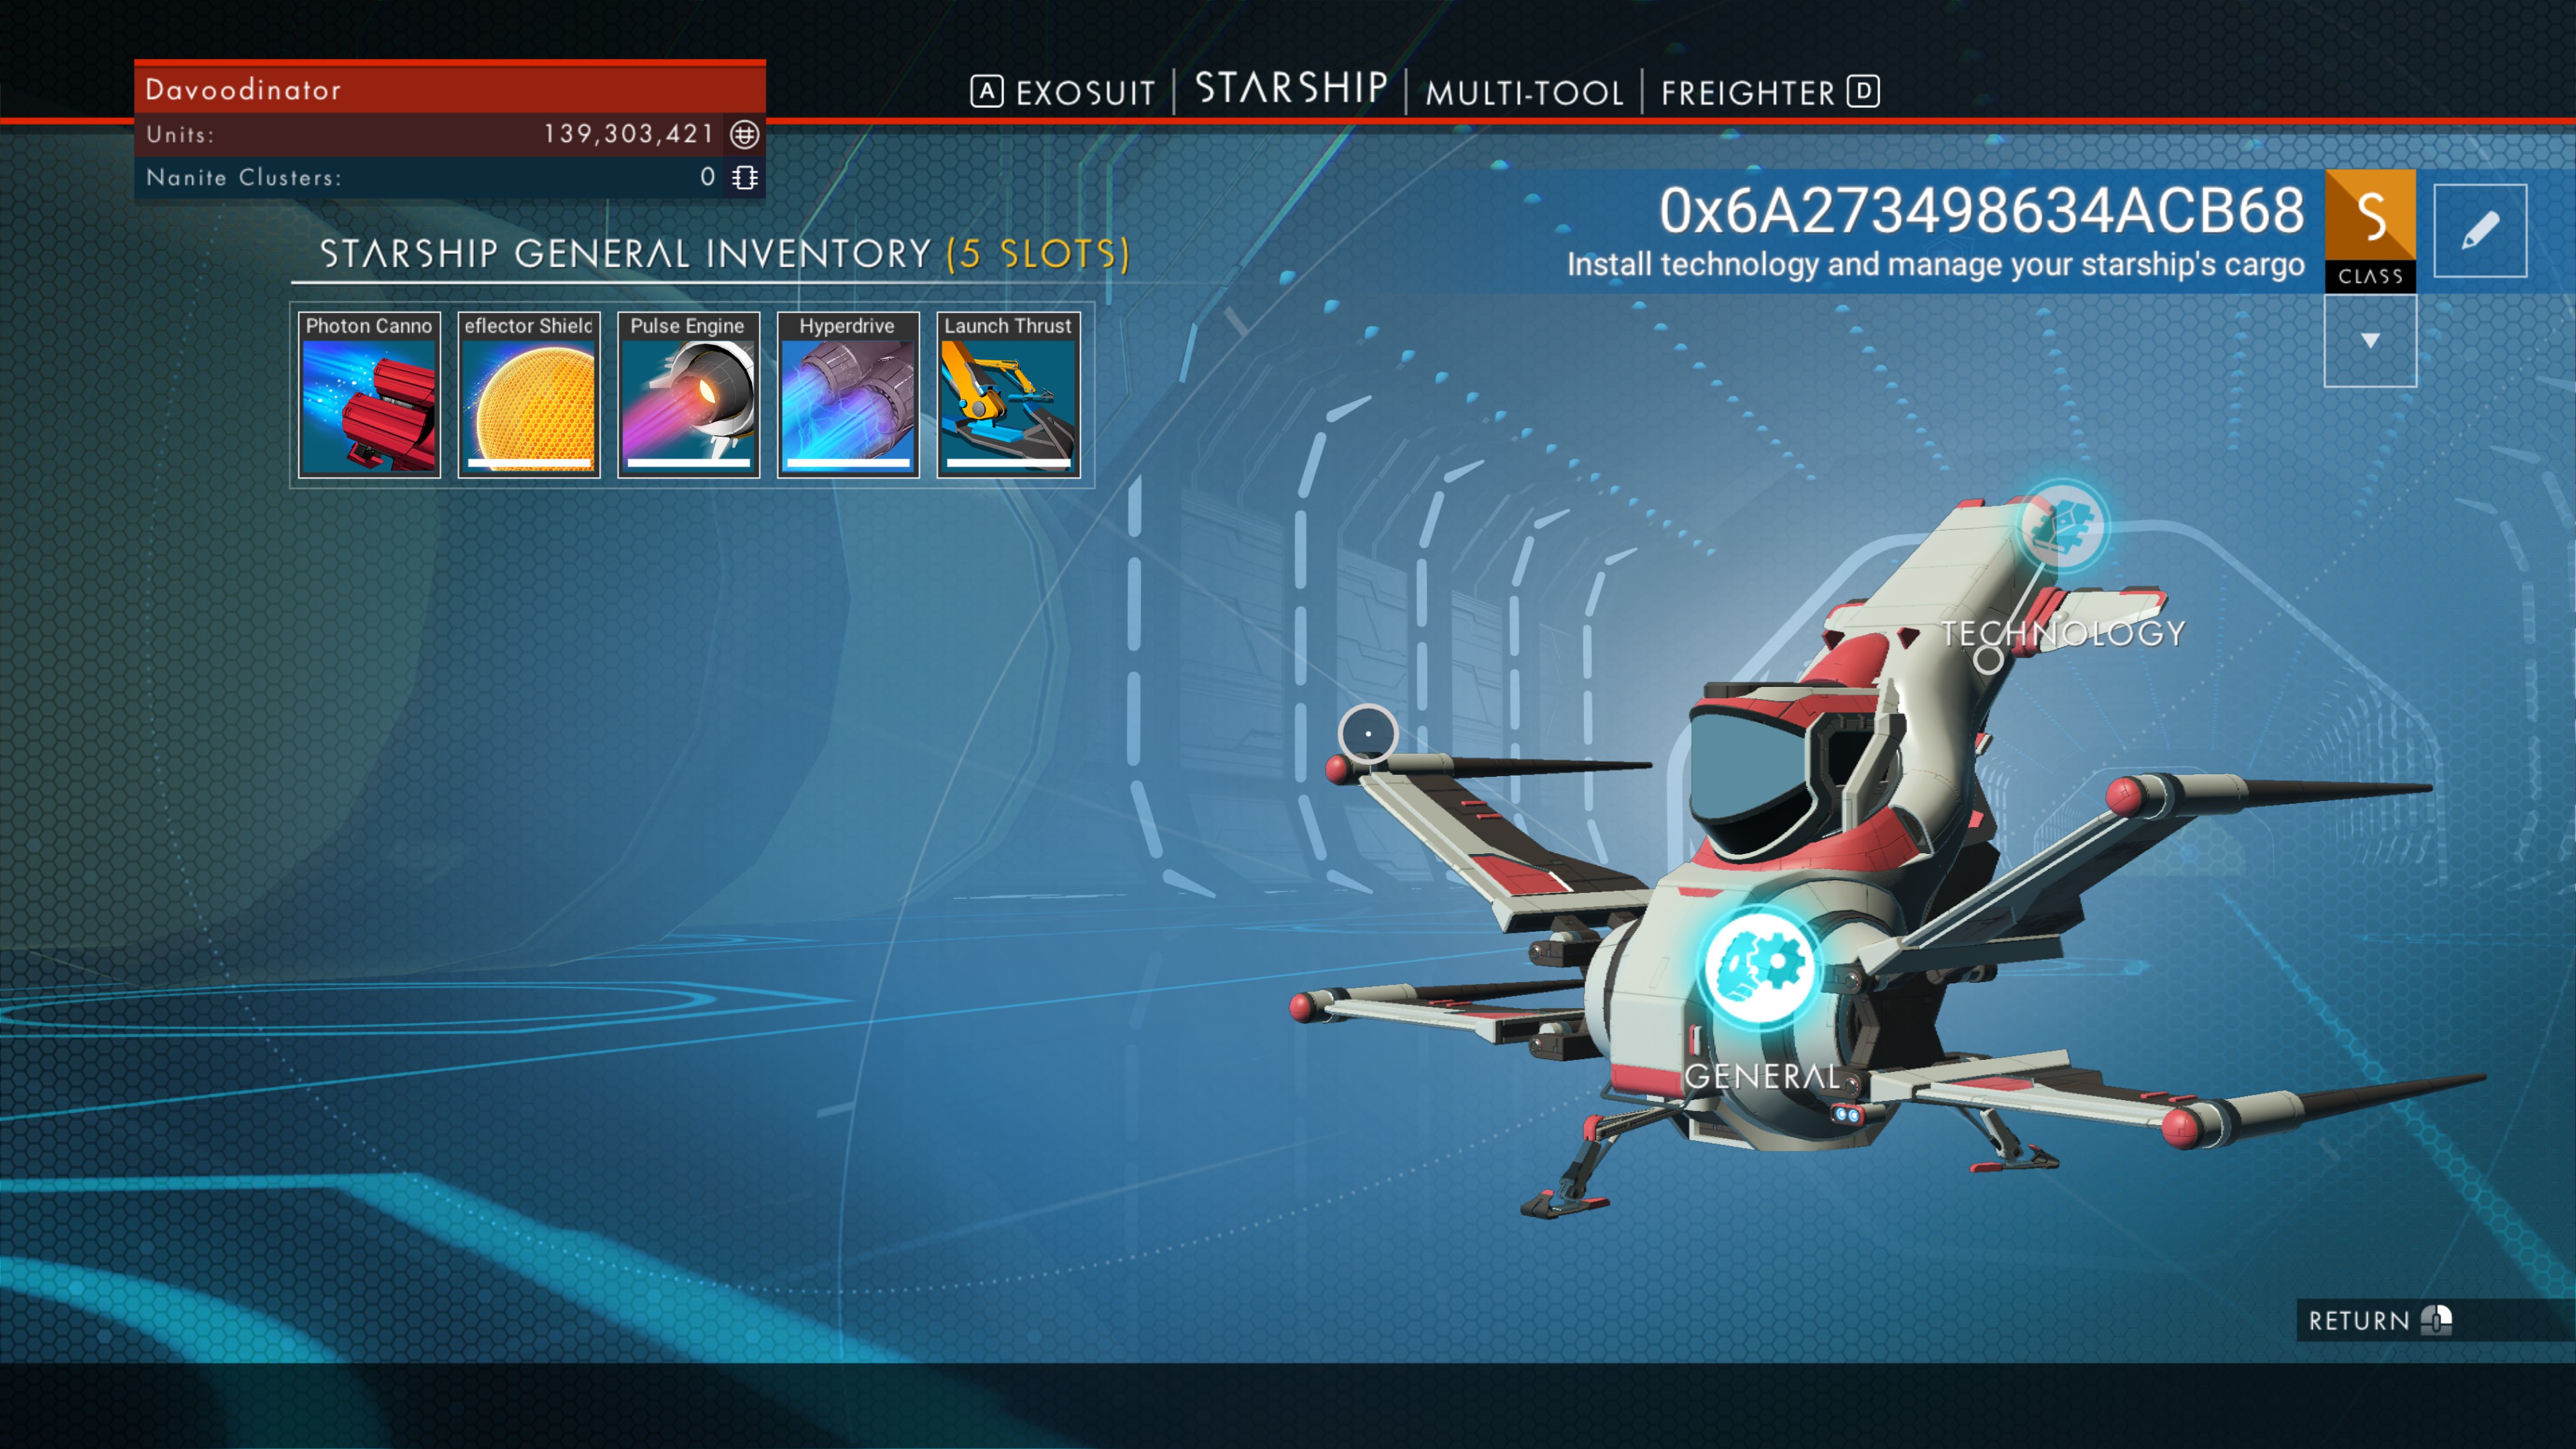 Davoodinator
Units: 139,303,421
Nanite Clusters: 0
A EXOSUIT STARSHIP MULTI-TOOL FREIGHTER D
0x6A273498634ACB68
Install technology and manage your starship's cargo
S
CLASS
STARSHIP GENERAL INVENTORY (5 SLOTS)
Photon Canno eflector Shield Pulse Engine Hyperdrive Launch Thrust
TECHNOLOGY
GENERAL
RETURN